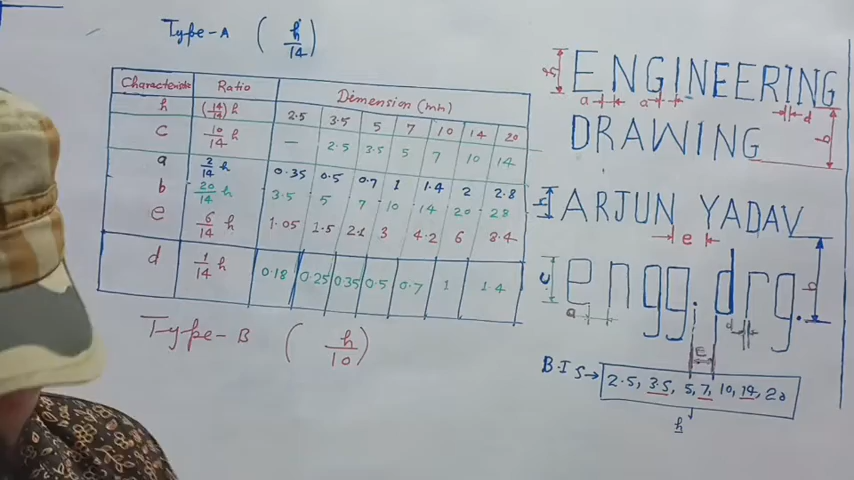 Type-A ( h/14 )
Characteristic Ratio Dimension (mm)
h (14/14) h 2.5 3.5 5 7 10 14 20
c 10/14 h — 2.5 3.5 5 7 10 14
a 2/14 h 0.35 0.5 0.7 1 1.4 2 2.8
b 20/14 h 3.5 5 7 10 14 20 28
e 6/14 h 1.05 1.5 2.1 3 4.2 6 8.4
d 1/14 h 0.18 0.25 0.35 0.5 0.7 1 1.4
Type-B ( h/10 )
ENGINEERING
a a d
DRAWING b
h ARJUN YADAV
e
c engg. drg. b
a d
e
B.I S→ 2.5, 3.5, 5, 7, 10, 14, 20
h